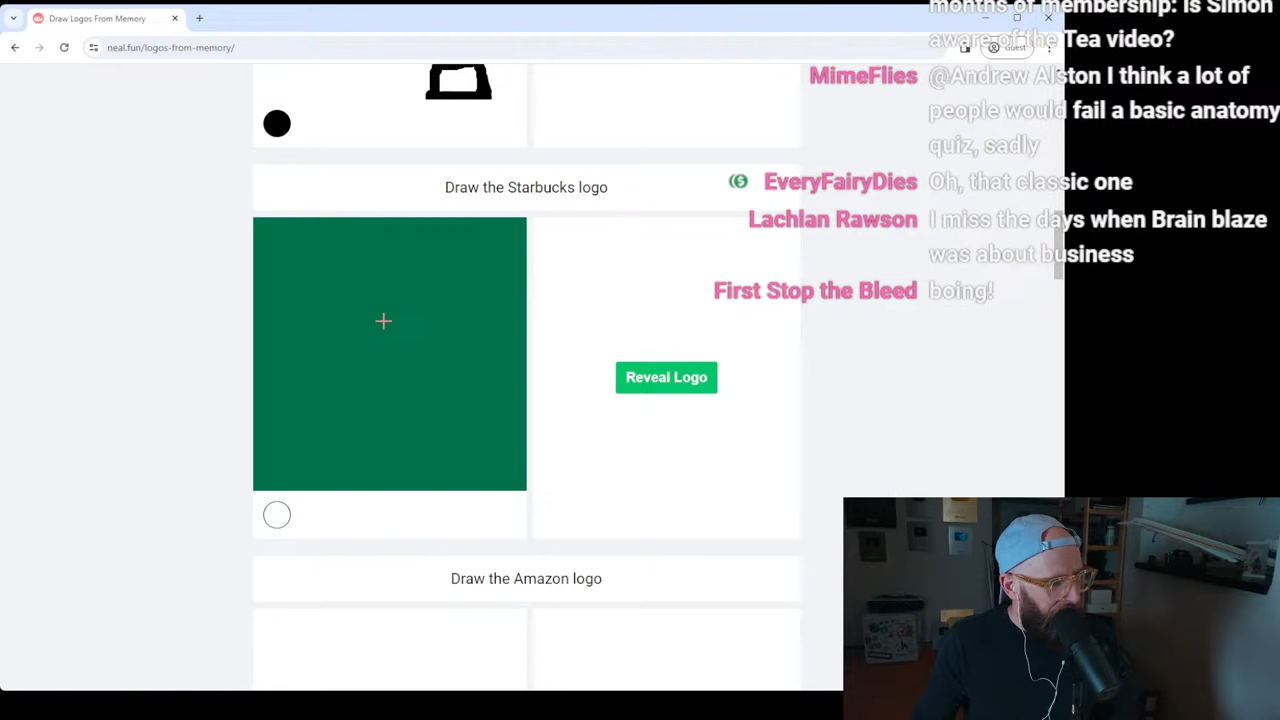 Draw Logos From Memory
neal.fun/logos-from-memory/
Guest
months of membership: Is Simon
aware of the Tea video?
MimeFlies @Andrew Alston I think a lot of
people would fail a basic anatomy
quiz, sadly
Draw the Starbucks logo
EveryFairyDies Oh, that classic one
Lachlan Rawson I miss the days when Brain blaze
was about business
First Stop the Bleed boing!
Reveal Logo
Draw the Amazon logo